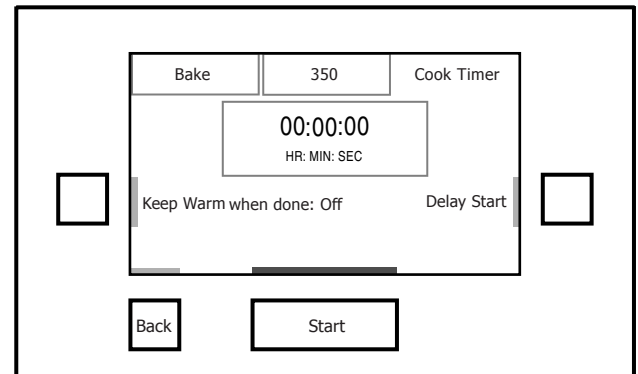 Bake 350 Cook Timer
00:00:00
HR: MIN: SEC
Keep Warm when done: Off Delay Start
Back Start